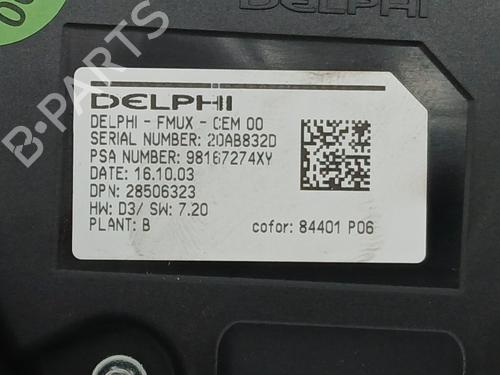 DELPHI
DELPHI
DELPHI - FMUX - CEM 00
SERIAL NUMBER: 20AB832D
PSA NUMBER: 98167274XY
DATE: 16.10.03
DPN: 28506323
HW: D3/ SW: 7.20
PLANT: B
cofor: 84401 P06
B-PARTS